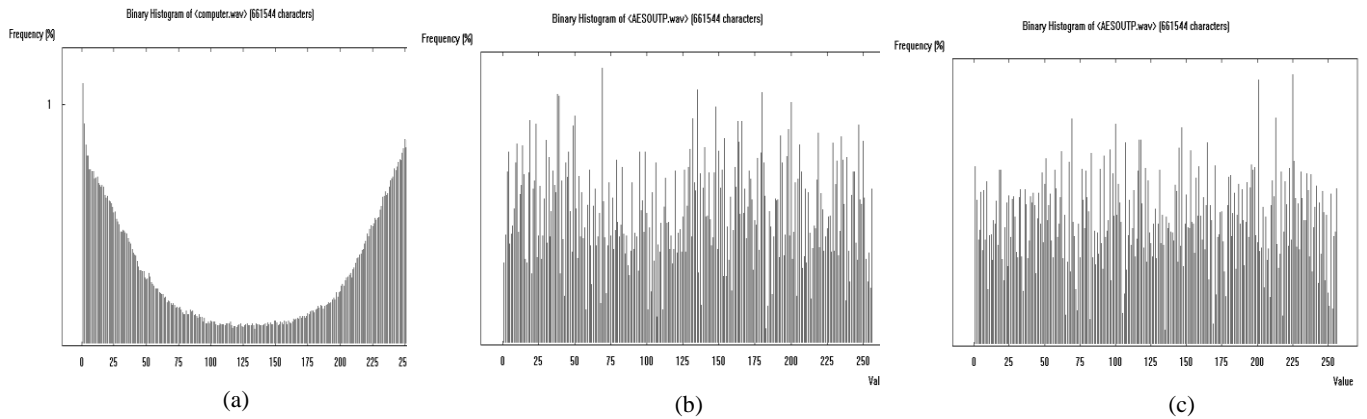 Binary Histogram of <computer.wav> (661544 characters)
Frequency (%)
1
0 25 50 75 100 125 150 175 200 225 25
(a)
Binary Histogram of <AESOUTP.wav> (661544 characters)
Frequency (%)
0 25 50 75 100 125 150 175 200 225 250
Val
(b)
Binary Histogram of <AESOUTP.wav> (661544 characters)
Frequency (%)
0 25 50 75 100 125 150 175 200 225 250
Value
(c)